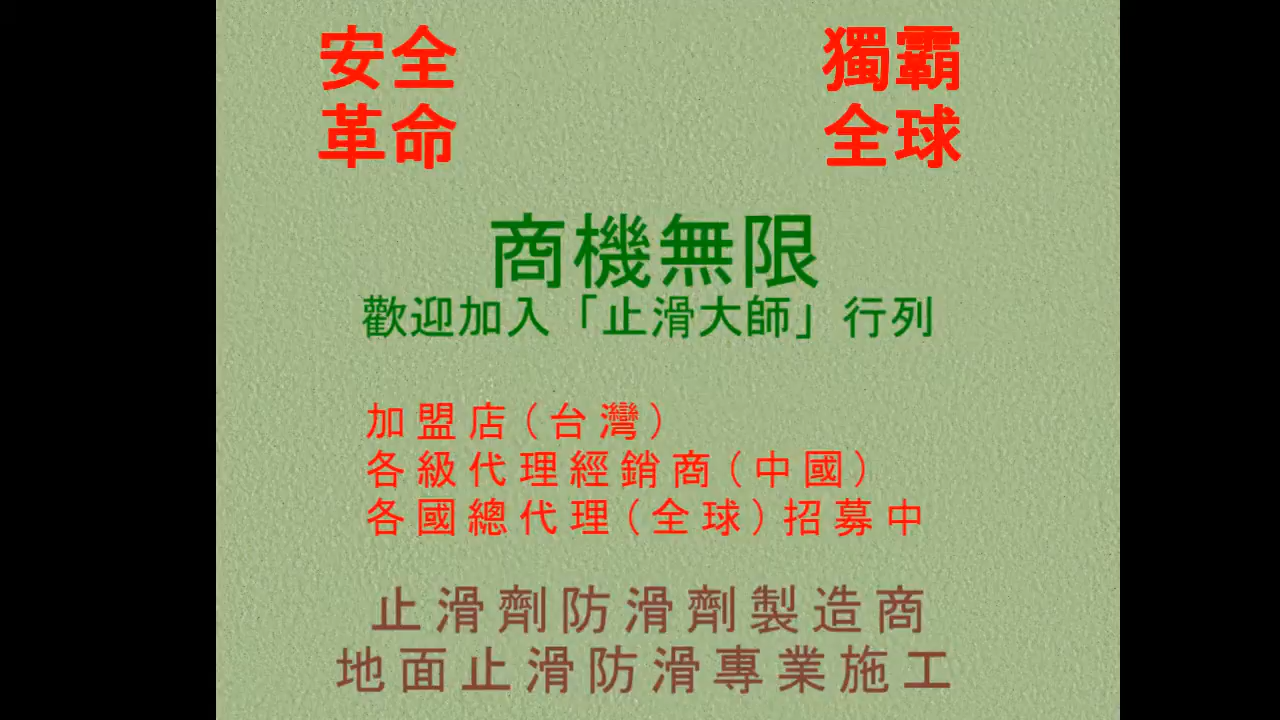 安全
革命
獨霸
全球
商機無限
歡迎加入「止滑大師」行列
加盟店(台灣)
各級代理經銷商(中國)
各國總代理(全球)招募中
止滑劑防滑劑製造商
地面止滑防滑專業施工